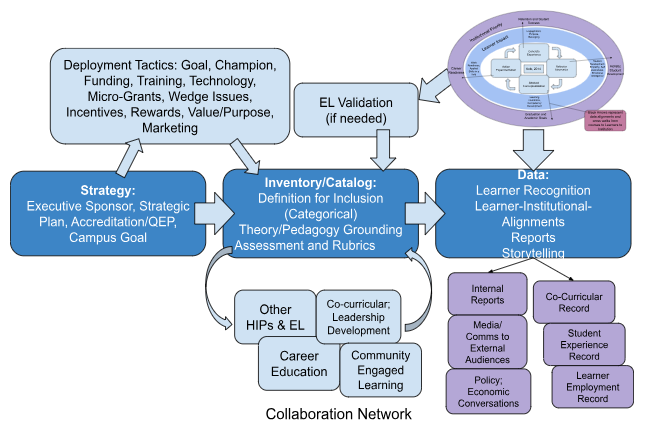 Deployment Tactics: Goal, Champion,
Funding, Training, Technology,
Micro-Grants, Wedge Issues,
Incentives, Rewards, Value/Purpose,
Marketing
EL Validation
(if needed)
Institutional Priority
Learner Impact
Strategy:
Executive Sponsor, Strategic
Plan, Accreditation/QEP,
Campus Goal
Inventory/Catalog:
Definition for Inclusion
(Categorical)
Theory/Pedagogy Grounding
Assessment and Rubrics
Data:
Learner Recognition
Learner-Institutional-
Alignments
Reports
Storytelling
Other
HIPs & EL
Co-curricular;
Leadership
Development
Career
Education
Community
Engaged
Learning
Collaboration Network
Internal
Reports
Media/
Comms to
External
Audiences
Policy;
Economic
Conversations
Co-Curricular
Record
Student
Experience
Record
Learner
Employment
Record